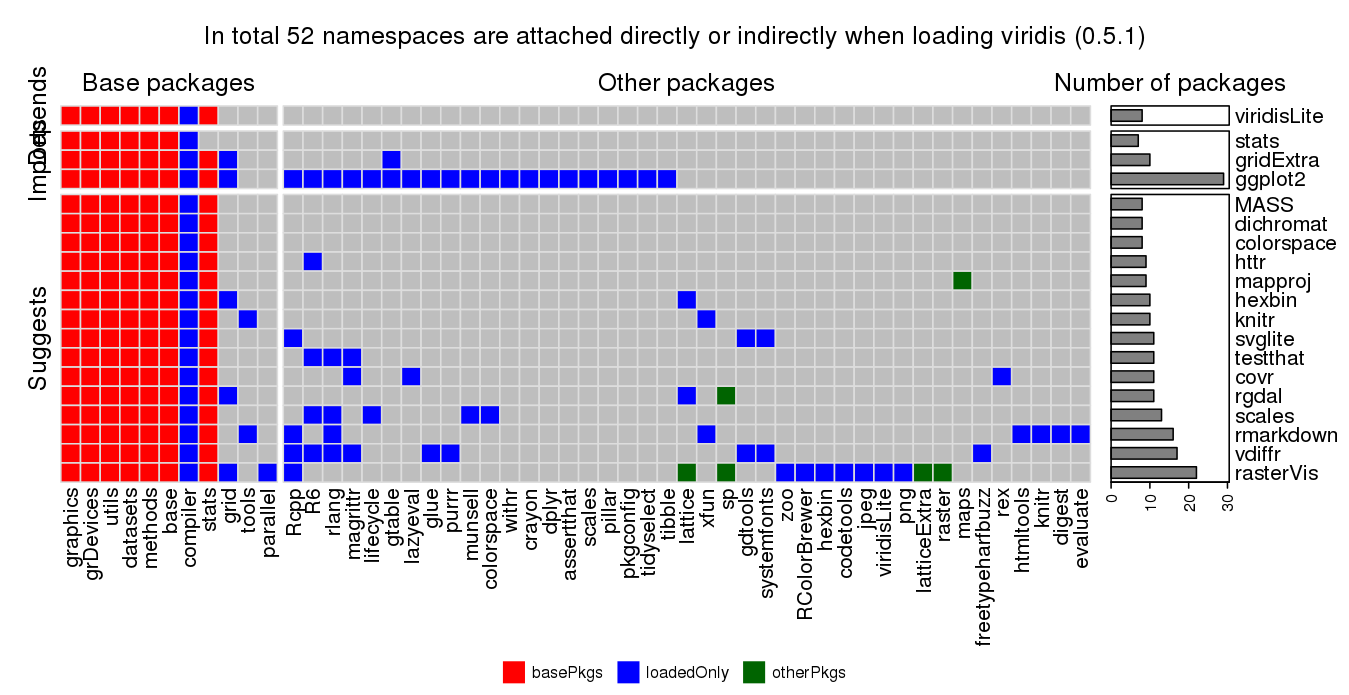 In total 52 namespaces are attached directly or indirectly when loading viridis (0.5.1)
Base packages
Other packages
Number of packages
Depends
Imports
Suggests
viridisLite
stats
gridExtra
ggplot2
MASS
dichromat
colorspace
httr
mapproj
hexbin
knitr
svglite
testthat
covr
rgdal
scales
rmarkdown
vdiffr
rasterVis
0
10
20
30
graphics
grDevices
utils
datasets
methods
base
compiler
stats
grid
tools
parallel
Rcpp
R6
rlang
magrittr
lifecycle
gtable
lazyeval
glue
purrr
munsell
colorspace
withr
crayon
dplyr
assertthat
scales
pillar
pkgconfig
tidyselect
tibble
lattice
xfun
sp
gdtools
systemfonts
zoo
RColorBrewer
hexbin
codetools
jpeg
viridisLite
png
latticeExtra
raster
maps
freetypeharfbuzz
rex
htmltools
knitr
digest
evaluate
basePkgs
loadedOnly
otherPkgs